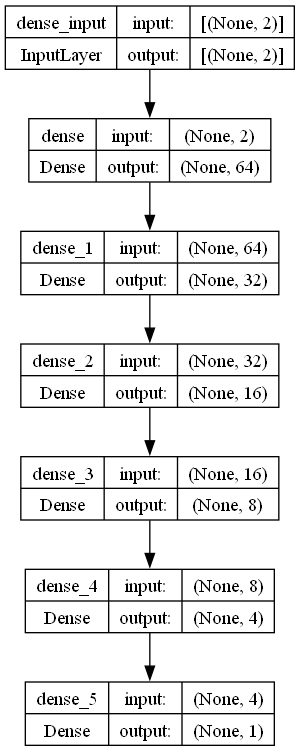 dense_input input: [(None, 2)]
InputLayer output: [(None, 2)]
dense input: (None, 2)
Dense output: (None, 64)
dense_1 input: (None, 64)
Dense output: (None, 32)
dense_2 input: (None, 32)
Dense output: (None, 16)
dense_3 input: (None, 16)
Dense output: (None, 8)
dense_4 input: (None, 8)
Dense output: (None, 4)
dense_5 input: (None, 4)
Dense output: (None, 1)